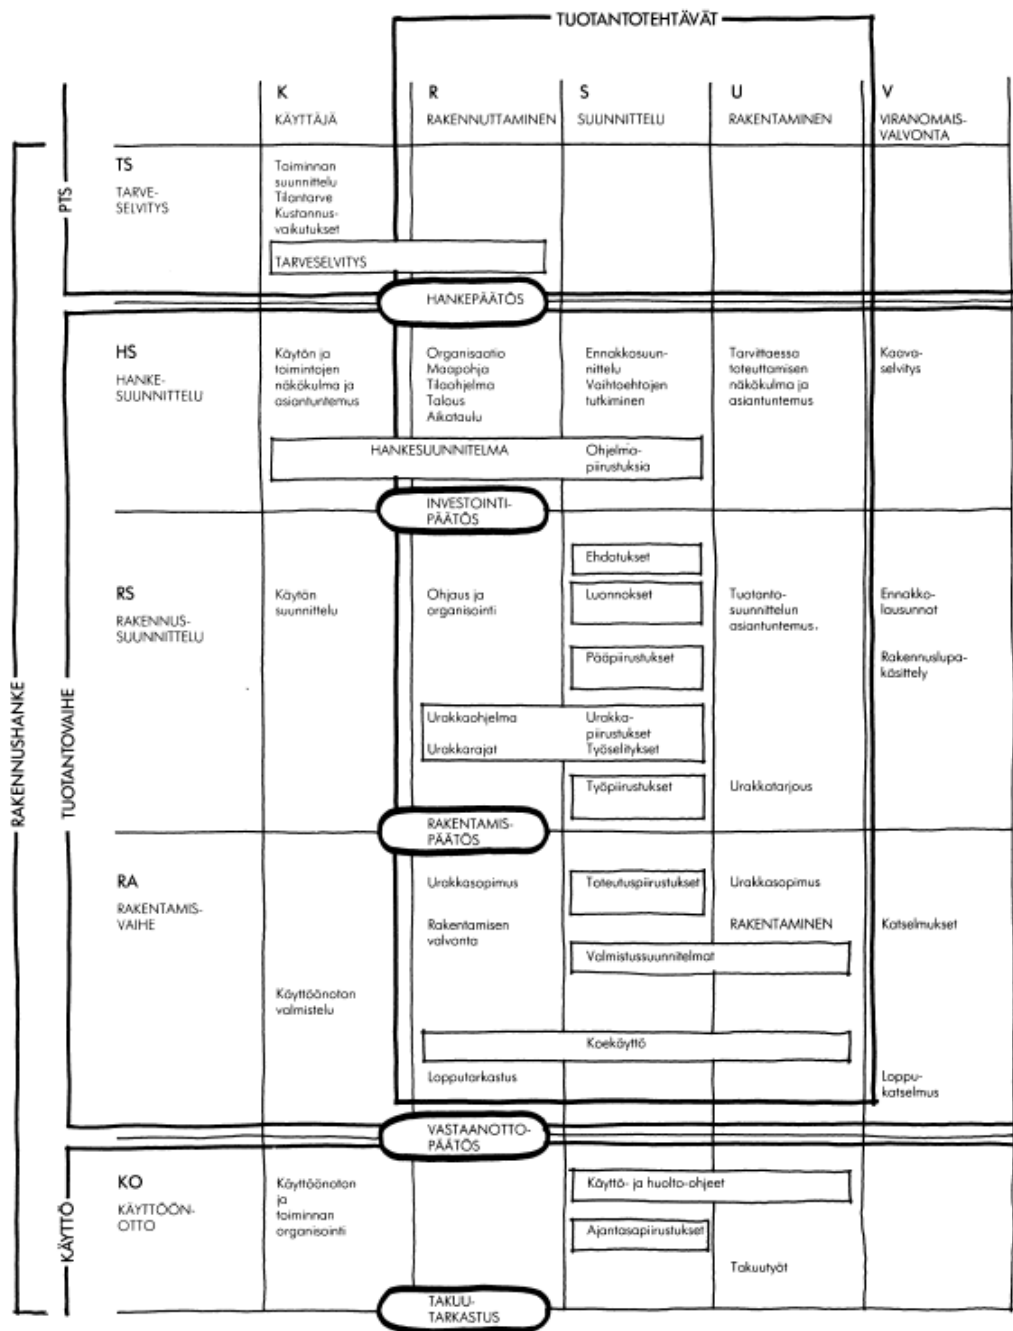 TUOTANTOTEHTÄVÄT
K
R
S
U
V
KÄYTTÄJÄ
RAKENNUTTAMINEN
SUUNNITTELU
RAKENTAMINEN
VIRANOMAIS-
VALVONTA
RAKENNUSHANKE
PTS
TUOTANTOVAIHE
KÄYTTÖ
TS
TARVE-
SELVITYS
Toiminnan
suunnittelu
Tilantarve
Kustannus-
vaikutukset
TARVESELVITYS
HANKEPÄÄTÖS
HS
HANKE-
SUUNNITTELU
Käytön ja
toimintojen
näkökulma ja
asiantuntemus
Organisaatio
Maapohja
Tilaohjelma
Talous
Aikataulu
Ennakkosuun-
nittelu
Vaihtoehtojen
tutkiminen
Tarvittaessa
toteuttamisen
näkökulma ja
asiantuntemus
Kaava-
selvitys
HANKESUUNNITELMA
Ohjelma-
piirustuksia
INVESTOINTI-
PÄÄTÖS
RS
RAKENNUS-
SUUNNITTELU
Käytön
suunnittelu
Ohjaus ja
organisointi
Ehdotukset
Luonnokset
Pääpiirustukset
Tuotanto-
suunnittelun
asiantuntemus.
Ennakko-
lausunnot
Rakennuslupa-
käsittely
Urakkaohjelma
Urakkarajat
Urakka-
piirustukset
Työselitykset
Työpiirustukset
Urakkatarjous
RAKENTAMIS-
PÄÄTÖS
RA
RAKENTAMIS-
VAIHE
Urakkasopimus
Toteutuspiirustukset
Urakkasopimus
Rakentamisen
valvonta
RAKENTAMINEN
Katselmukset
Valmistussuunnitelmat
Käyttöönoton
valmistelu
Koekäyttö
Lopputarkastus
Loppu-
katselmus
VASTAANOTTO-
PÄÄTÖS
KO
KÄYTTÖÖN-
OTTO
Käyttöönoton
ja
toiminnan
organisointi
Käyttö- ja huolto-ohjeet
Ajantasapiirustukset
Takuutyöt
TAKUU-
TARKASTUS